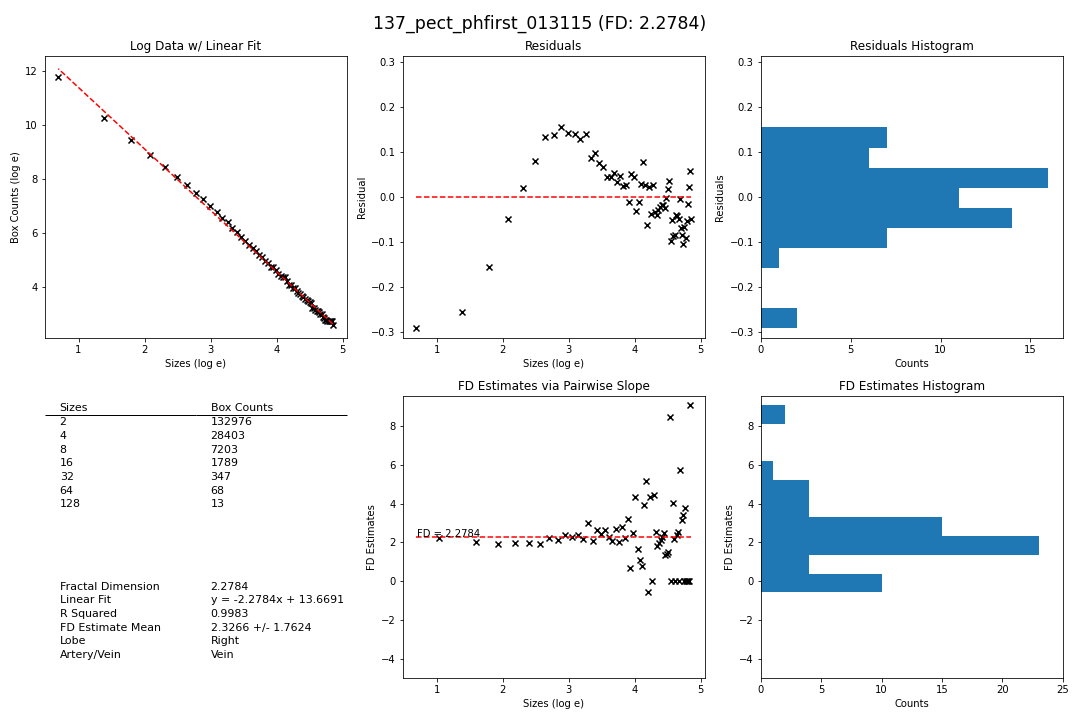 137_pect_phfirst_013115 (FD: 2.2784)
Log Data w/ Linear Fit
Box Counts (log e)
12
10
8
6
4
1 2 3 4 5
Sizes (log e)
Residuals
Residual
0.3
0.2
0.1
0.0
−0.1
−0.2
−0.3
1 2 3 4 5
Sizes (log e)
Residuals Histogram
Residuals
0.3
0.2
0.1
0.0
−0.1
−0.2
−0.3
0 5 10 15
Counts
Sizes Box Counts
2 132976
4 28403
8 7203
16 1789
32 347
64 68
128 13
Fractal Dimension 2.2784
Linear Fit y = -2.2784x + 13.6691
R Squared 0.9983
FD Estimate Mean 2.3266 +/- 1.7624
Lobe Right
Artery/Vein Vein
FD Estimates via Pairwise Slope
FD Estimates
8
6
4
2
0
−2
−4
FD = 2.2784
1 2 3 4 5
Sizes (log e)
FD Estimates Histogram
FD Estimates
8
6
4
2
0
−2
−4
0 5 10 15 20 25
Counts